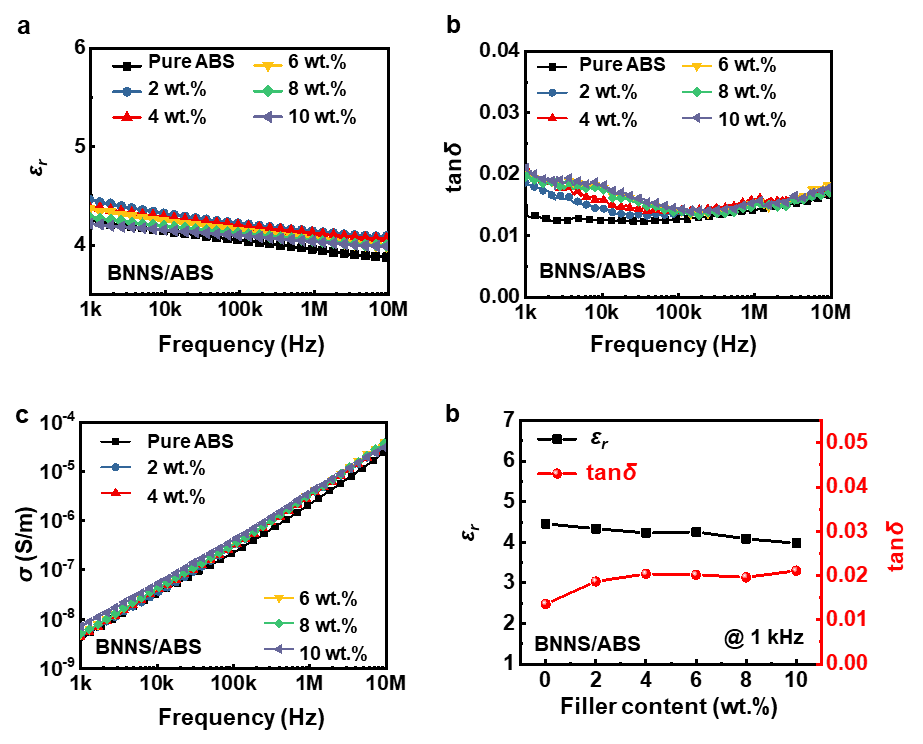 a
6
5
4
εr
Pure ABS
2 wt.%
4 wt.%
6 wt.%
8 wt.%
10 wt.%
BNNS/ABS
1k 10k 100k 1M 10M
Frequency (Hz)
b
0.04
0.03
0.02
0.01
0.00
tanδ
Pure ABS
2 wt.%
4 wt.%
6 wt.%
8 wt.%
10 wt.%
BNNS/ABS
1k 10k 100k 1M 10M
Frequency (Hz)
c
10-4
10-5
10-6
10-7
10-8
10-9
σ (S/m)
Pure ABS
2 wt.%
4 wt.%
6 wt.%
8 wt.%
10 wt.%
BNNS/ABS
1k 10k 100k 1M 10M
Frequency (Hz)
b
7
6
5
4
3
2
1
εr
εr
tanδ
0.05
0.04
0.03
0.02
0.01
0.00
tanδ
BNNS/ABS
@ 1 kHz
0 2 4 6 8 10
Filler content (wt.%)